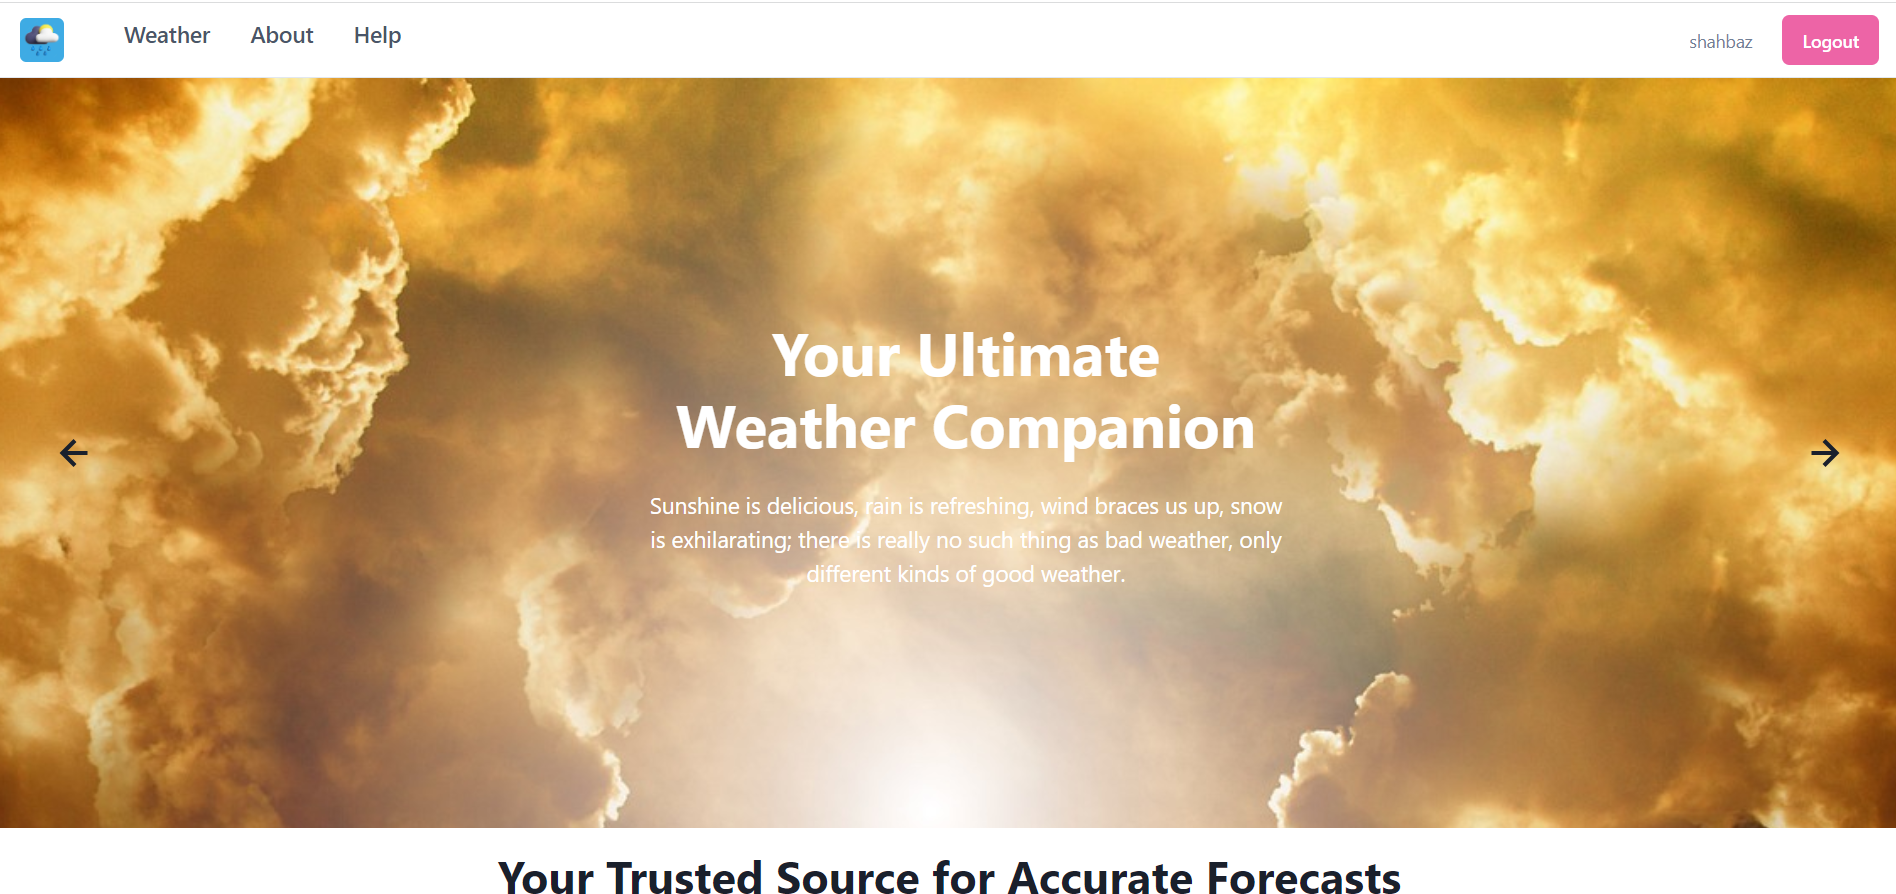 Weather About Help shahbaz Logout
Your Ultimate
Weather Companion
Sunshine is delicious, rain is refreshing, wind braces us up, snow
is exhilarating; there is really no such thing as bad weather, only
different kinds of good weather.
Your Trusted Source for Accurate Forecasts